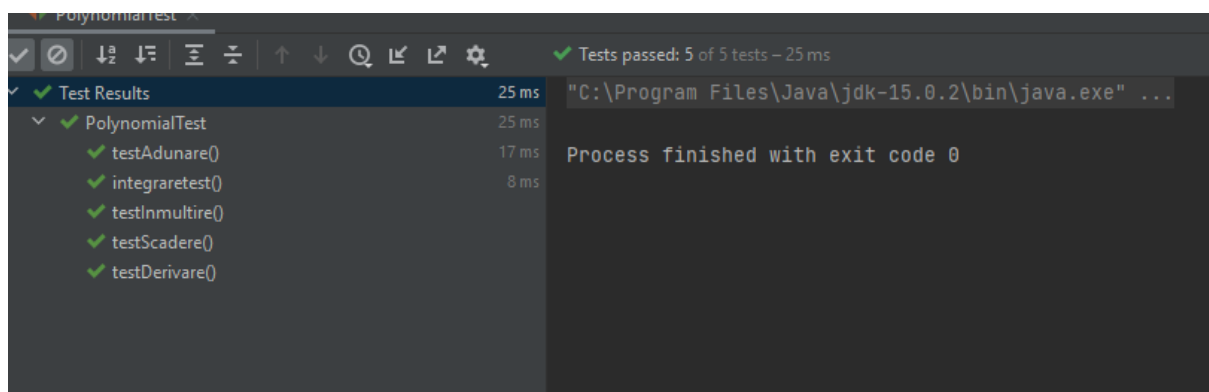 PolynomialTest
Tests passed: 5 of 5 tests – 25 ms
Test Results 25 ms
PolynomialTest 25 ms
testAdunare() 17 ms
integraretest() 8 ms
testInmultire()
testScadere()
testDerivare()
"C:\Program Files\Java\jdk-15.0.2\bin\java.exe" ...
Process finished with exit code 0